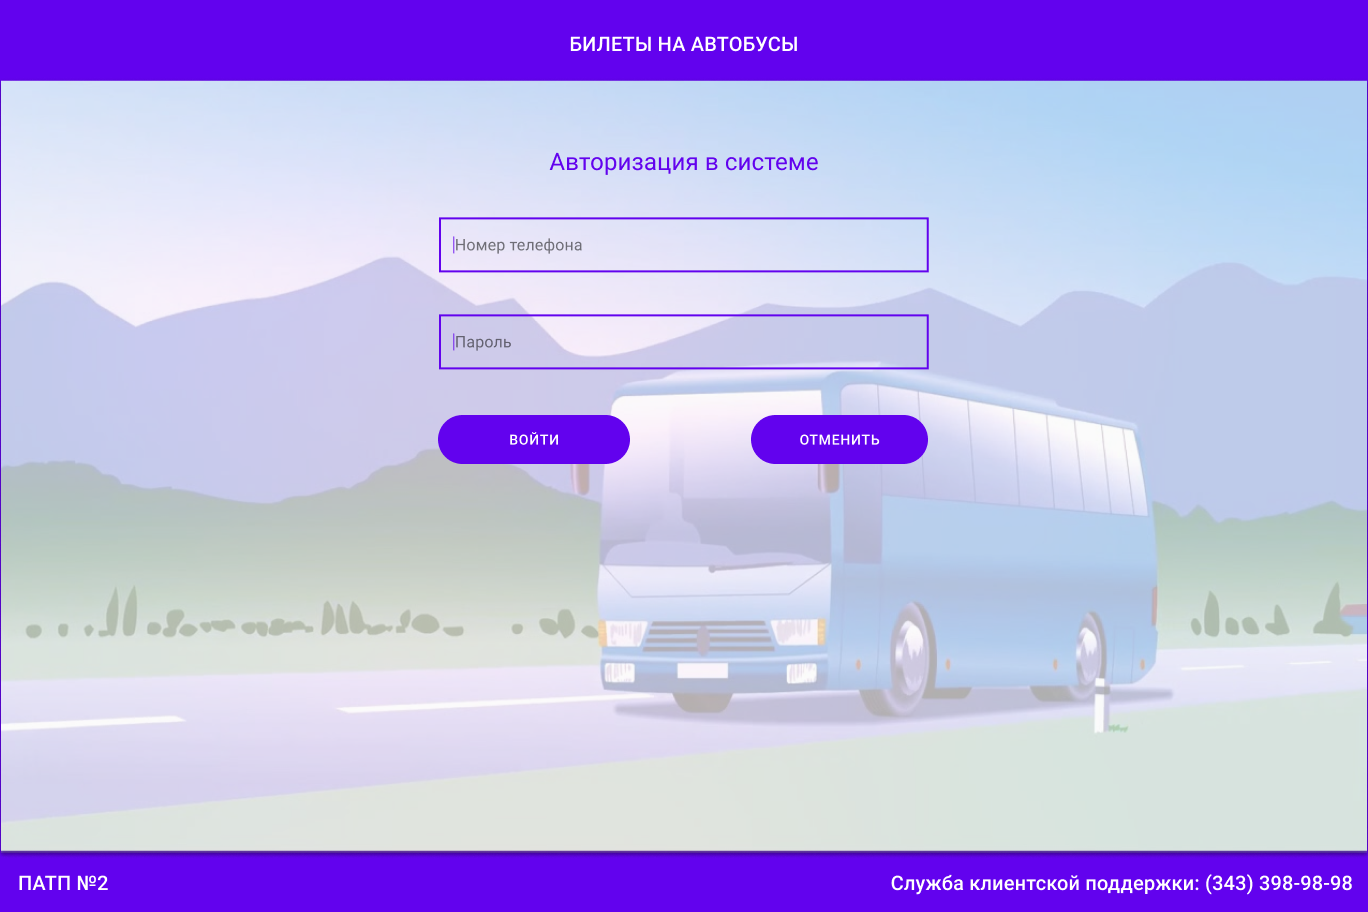 БИЛЕТЫ НА АВТОБУСЫ
Авторизация в системе
Номер телефона
Пароль
ВОЙТИ
ОТМЕНИТЬ
ПАТП №2
Служба клиентской поддержки: (343) 398-98-98